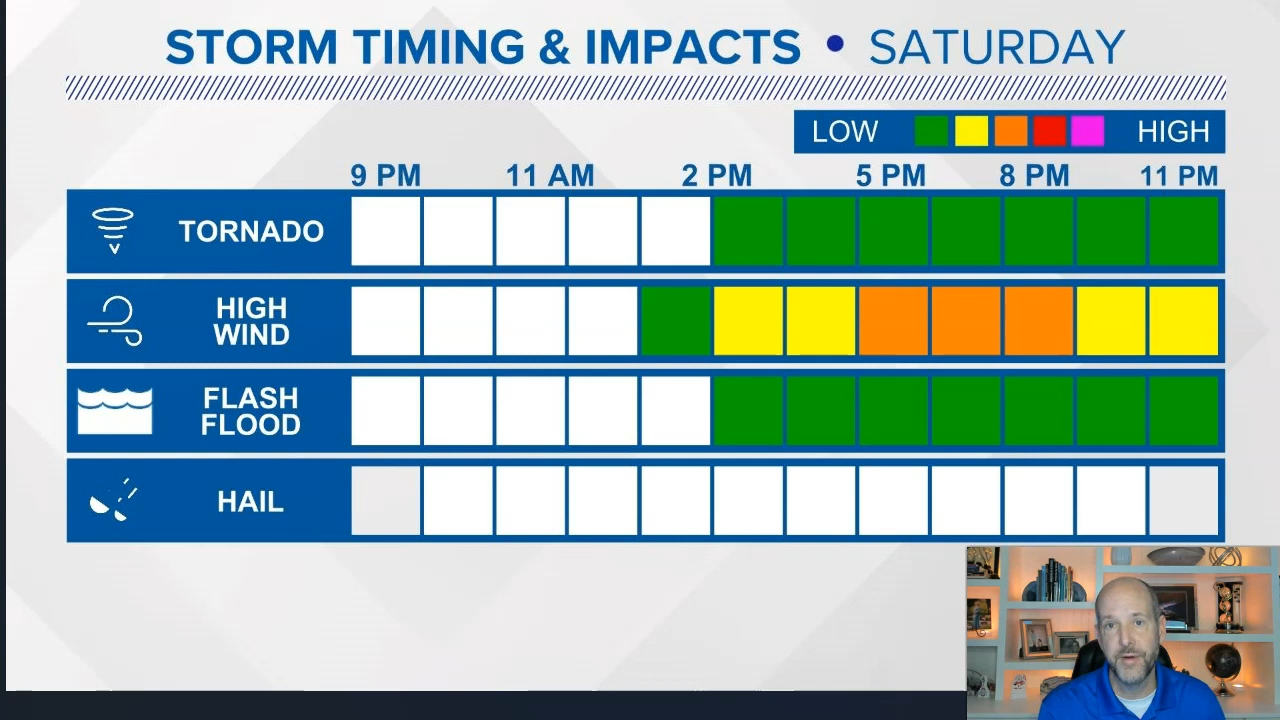 STORM TIMING & IMPACTS • SATURDAY
LOW HIGH
9 PM 11 AM 2 PM 5 PM 8 PM 11 PM
TORNADO
HIGH
WIND
FLASH
FLOOD
HAIL